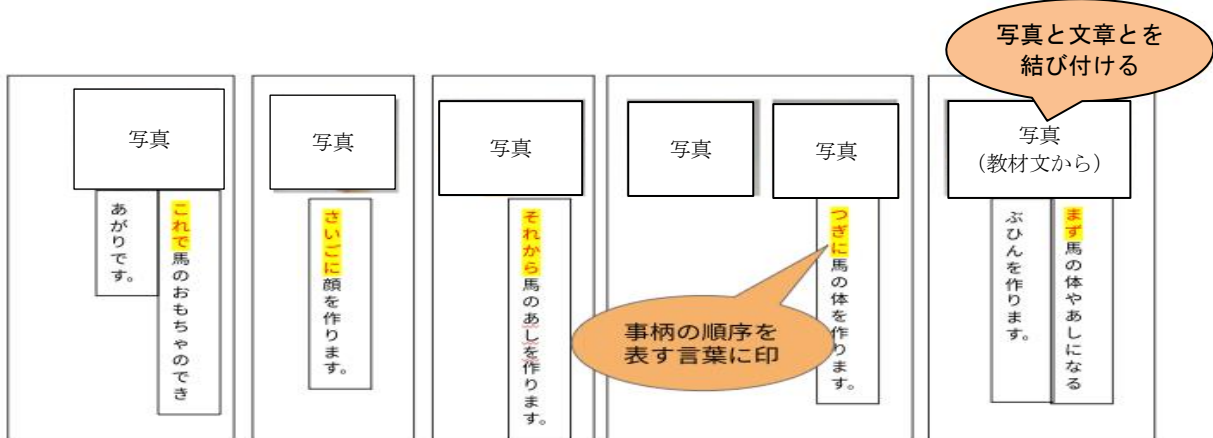 写真と文章とを
結び付ける
写真
（教材文から）
まず馬の体やあしになる
ぶひんを作ります。
写真
写真
つぎに馬の体を作ります。
事柄の順序を
表す言葉に印
写真
それから馬のあしを作ります。
写真
さいごに顔を作ります。
写真
これで馬のおもちゃのでき
あがりです。